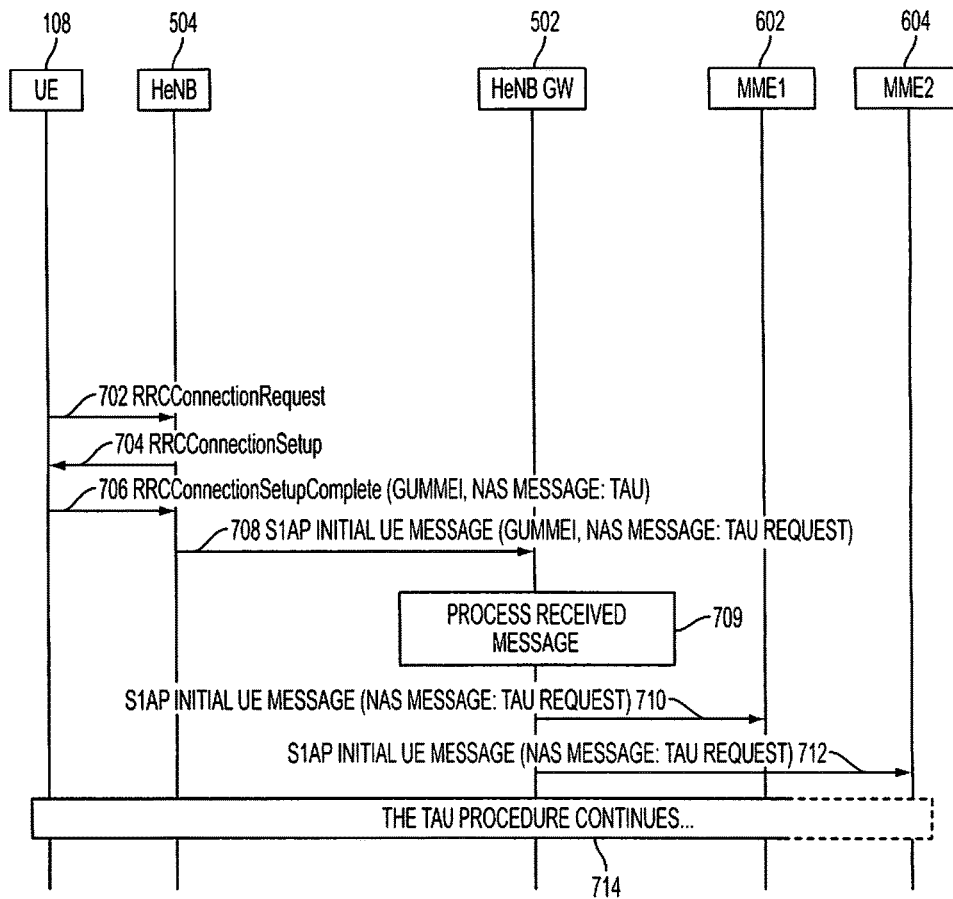 108
504
502
602
604
UE
HeNB
HeNB GW
MME1
MME2
702 RRCConnectionRequest
704 RRCConnectionSetup
706 RRCConnectionSetupComplete (GUMMEI, NAS MESSAGE: TAU)
708 S1AP INITIAL UE MESSAGE (GUMMEI, NAS MESSAGE: TAU REQUEST)
PROCESS RECEIVED
MESSAGE
709
S1AP INITIAL UE MESSAGE (NAS MESSAGE: TAU REQUEST) 710
S1AP INITIAL UE MESSAGE (NAS MESSAGE: TAU REQUEST) 712
THE TAU PROCEDURE CONTINUES...
714